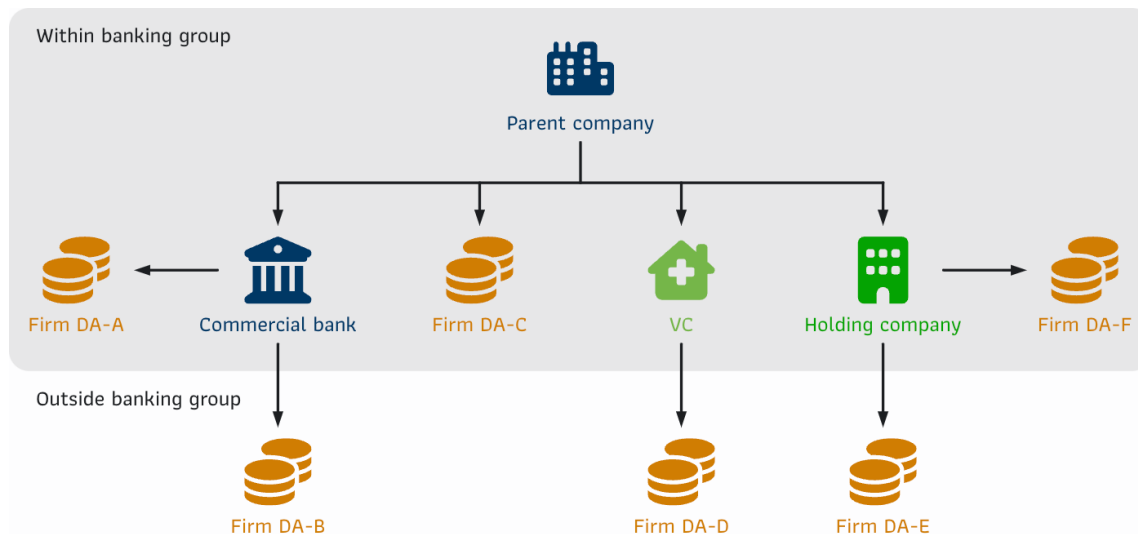 Within banking group
Parent company
Firm DA-A
Commercial bank
Firm DA-C
VC
Holding company
Firm DA-F
Outside banking group
Firm DA-B
Firm DA-D
Firm DA-E